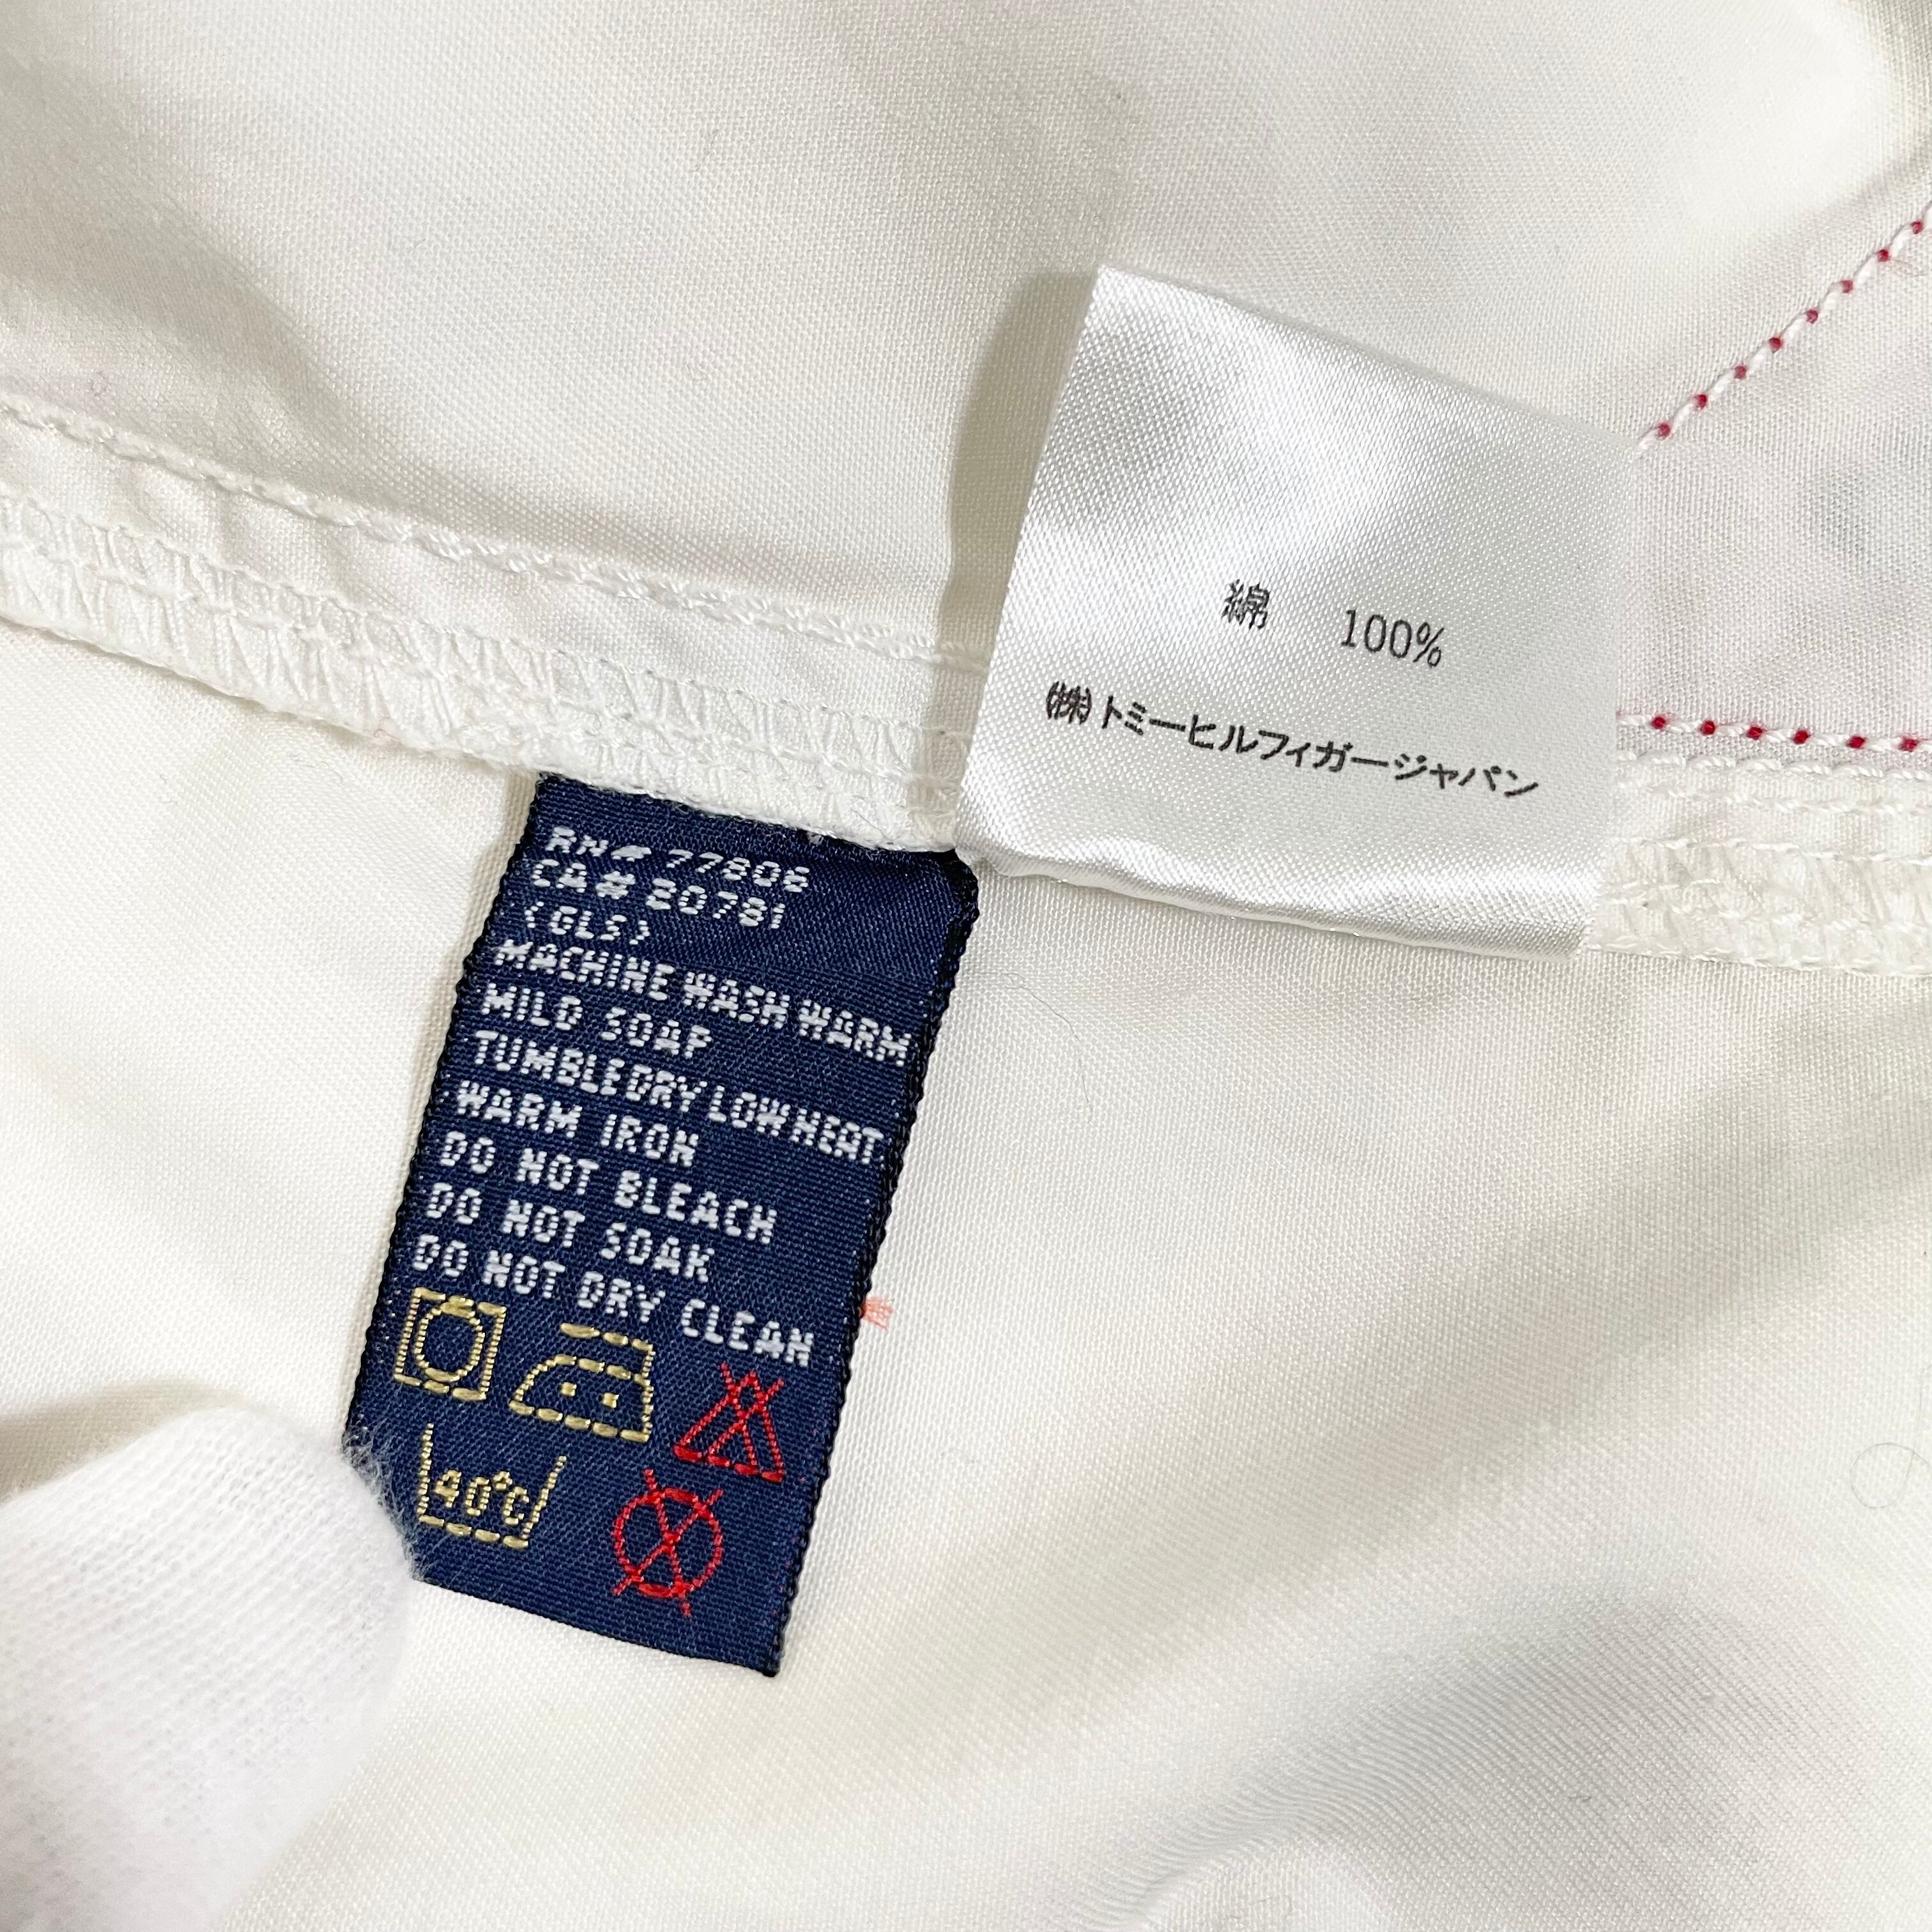 綿 100%
㈱トミーヒルフィガージャパン
RN# 77806
CA# 80781
(GLS)
MACHINE WASH WARM
MILD SOAP
TUMBLE DRY LOW HEAT
WARM IRON
DO NOT BLEACH
DO NOT SOAK
DO NOT DRY CLEAN
40°C